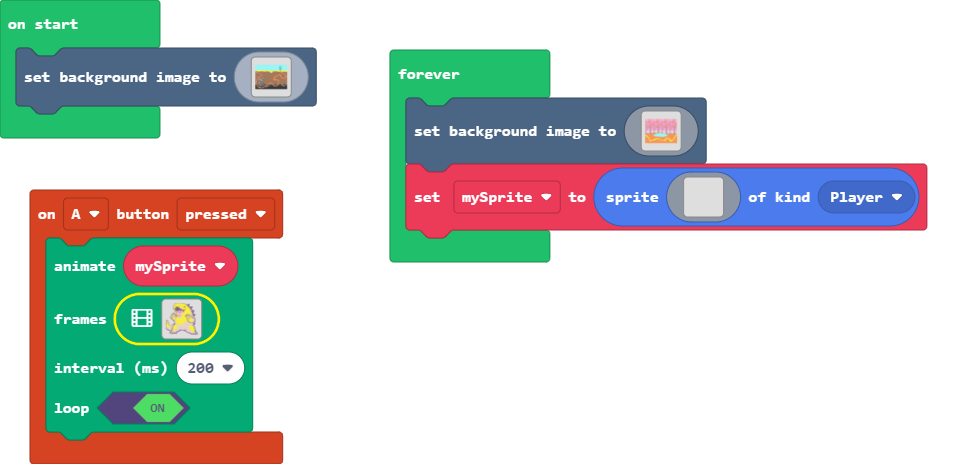 on start
set background image to
forever
set background image to
set mySprite to sprite of kind Player
on A button pressed
animate mySprite
frames
interval (ms) 200
loop ON